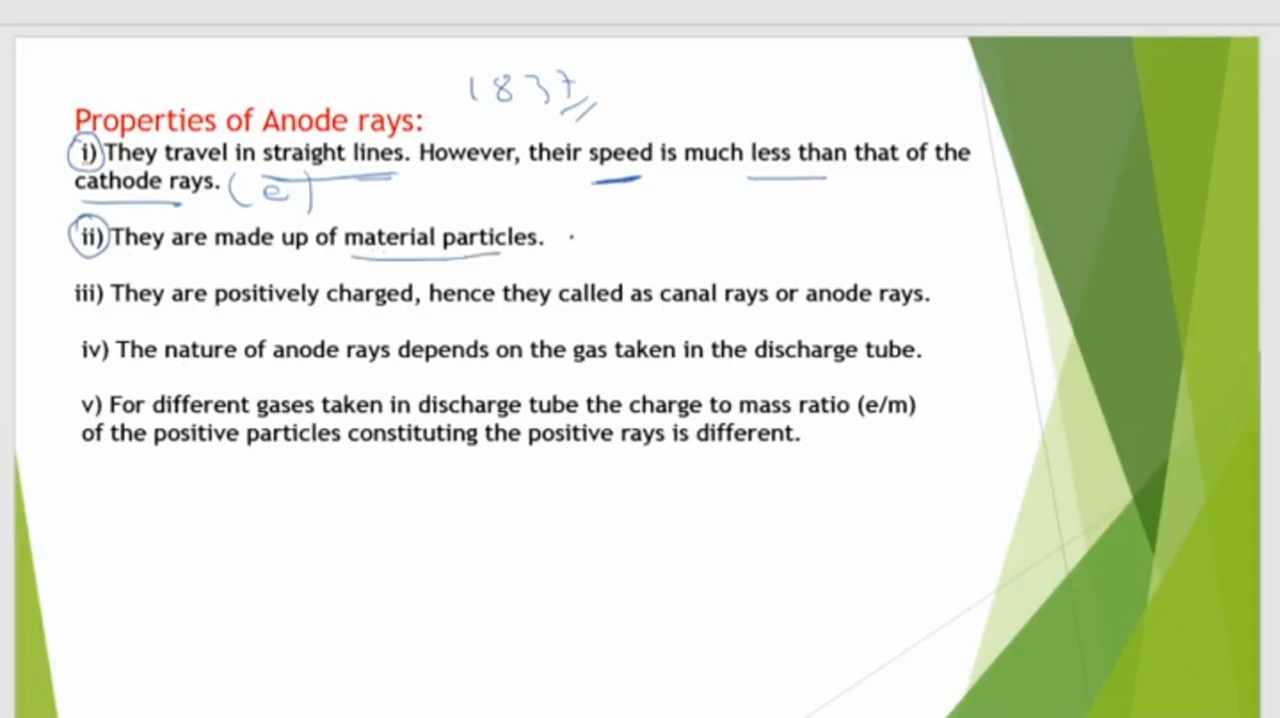 1837
Properties of Anode rays:
i) They travel in straight lines. However, their speed is much less than that of the
cathode rays. (e)
ii) They are made up of material particles.
iii) They are positively charged, hence they called as canal rays or anode rays.
iv) The nature of anode rays depends on the gas taken in the discharge tube.
v) For different gases taken in discharge tube the charge to mass ratio (e/m)
of the positive particles constituting the positive rays is different.